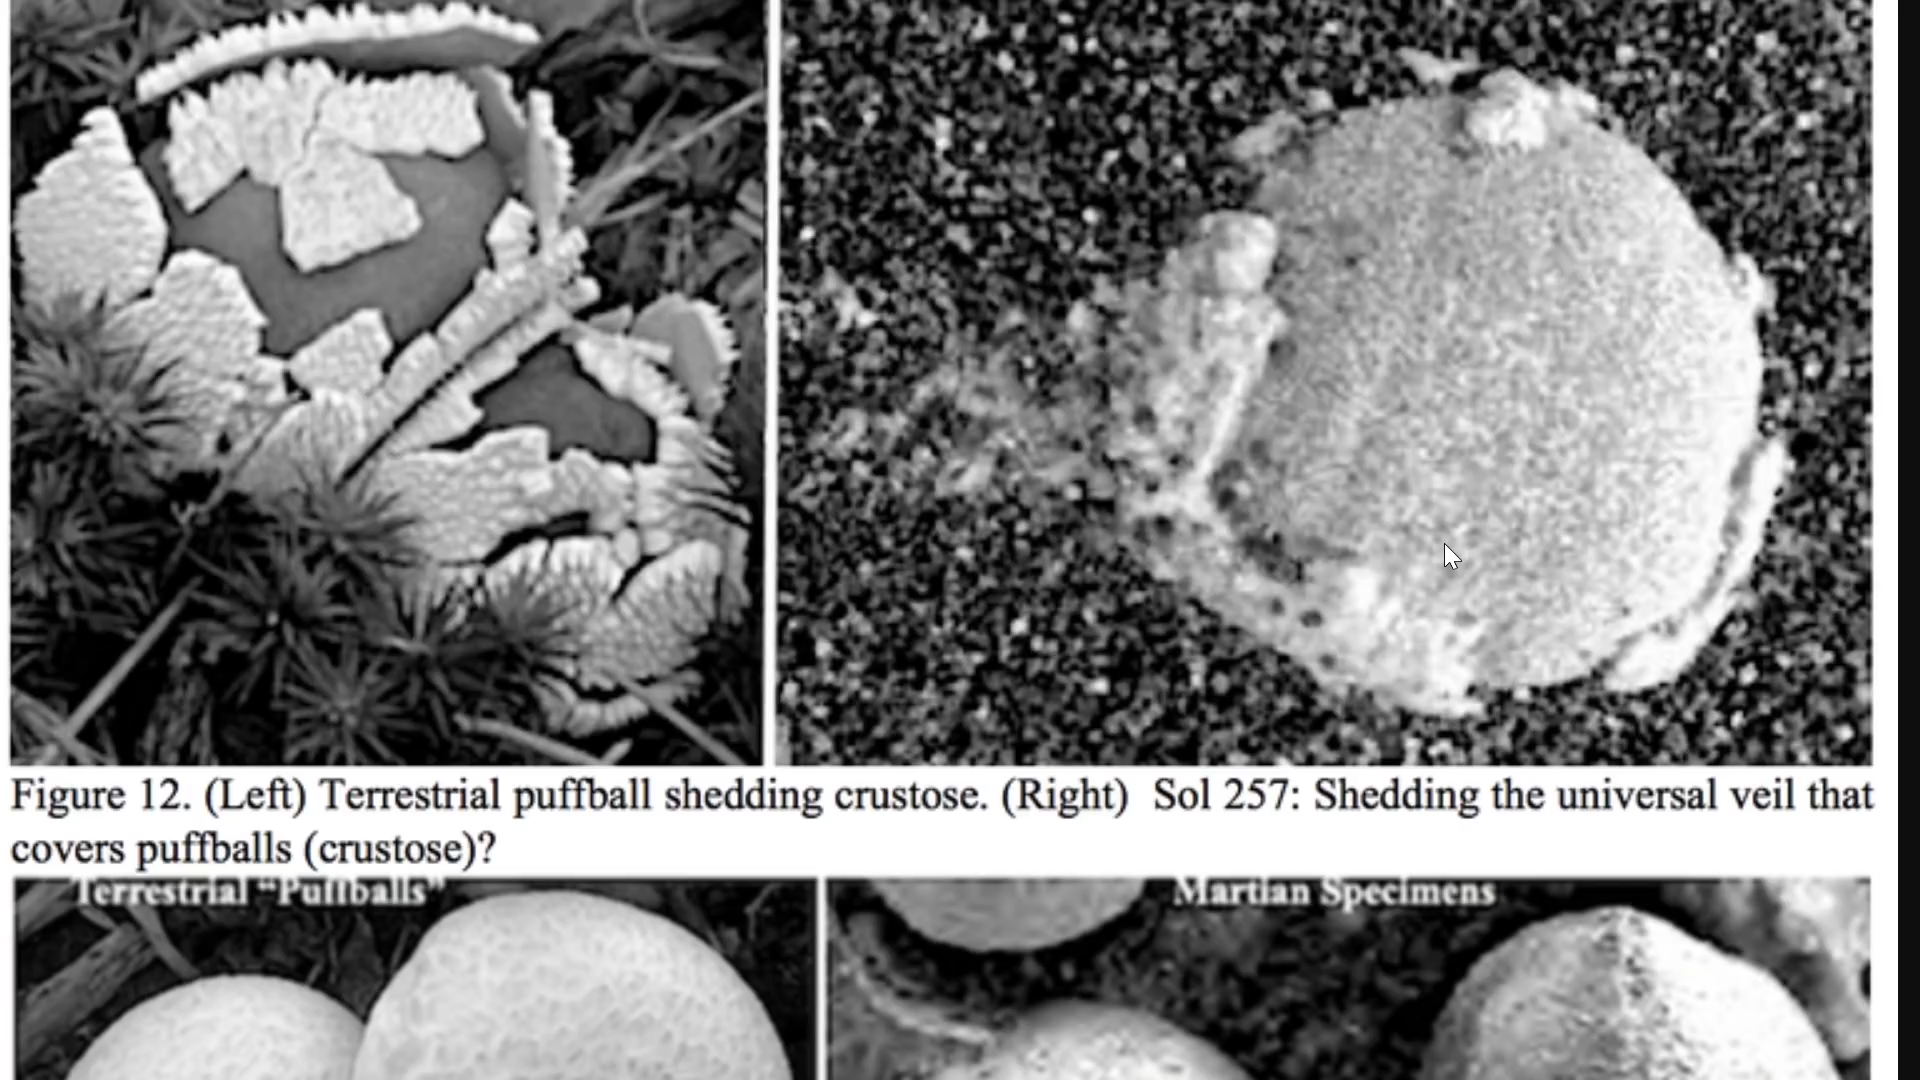 Figure 12. (Left) Terrestrial puffball shedding crustose. (Right) Sol 257: Shedding the universal veil that
covers puffballs (crustose)?
Terrestrial “Puffballs”
Martian Specimens